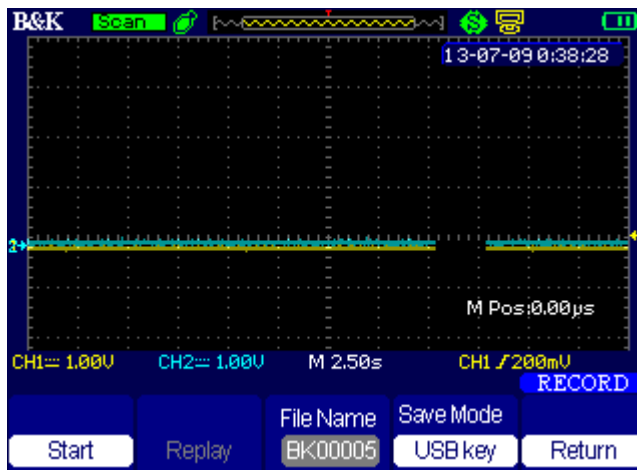 B&K Scan
13-07-09 0:38:28
M Pos:0.00µs
CH1 1.00V CH2 1.00V M 2.50s CH1 200mV
RECORD
File Name Save Mode
Start Replay BK00005 USB key Return